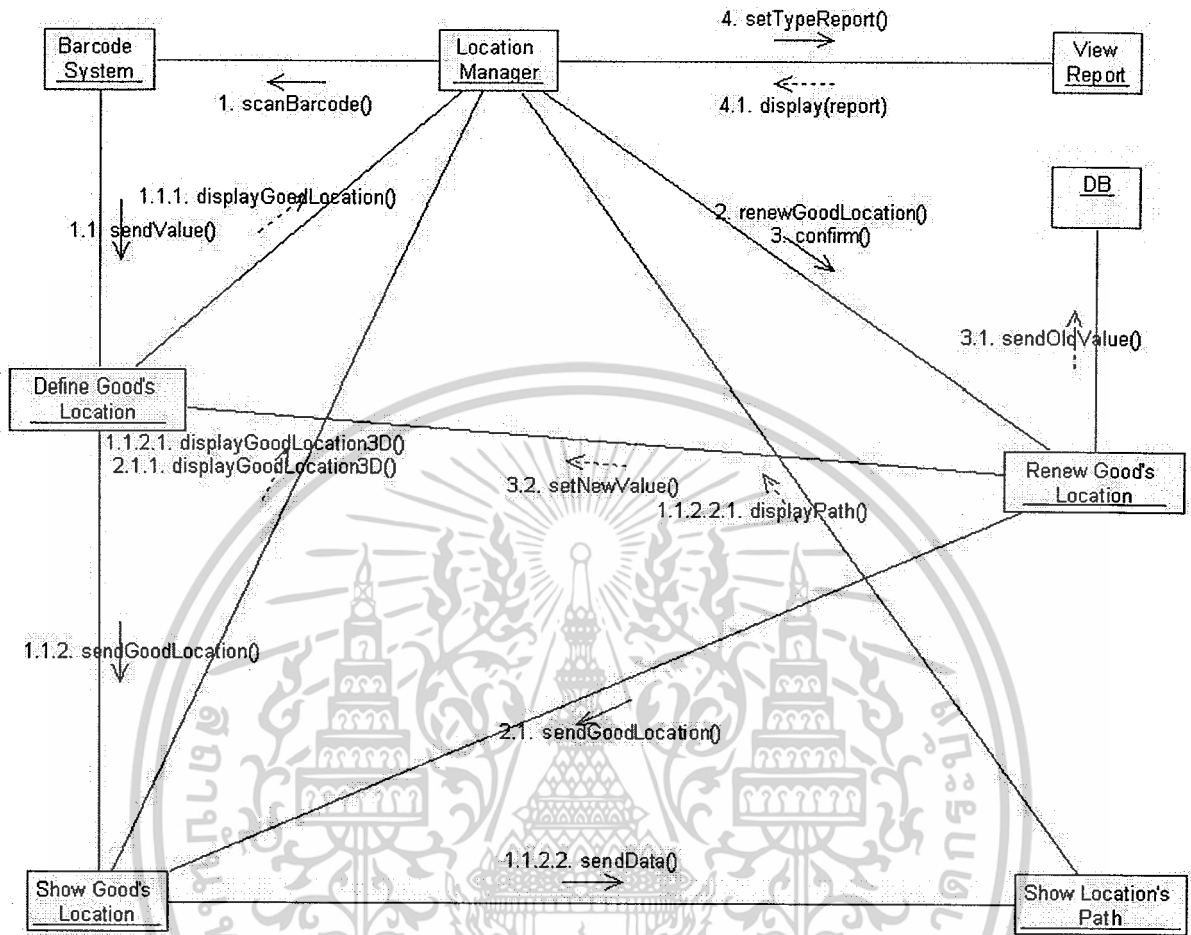 Barcode
System
Location
Manager
4. setTypeReport()
View
Report
1. scanBarcode()
4.1. display(report)
DB
1.1.1. displayGoodLocation()
1.1 sendValue()
2. renewGoodLocation()
3. confirm()
3.1. sendOldValue()
Define Good's
Location
1.1.2.1. displayGoodLocation3D()
2.1.1. displayGoodLocation3D()
3.2. setNewValue()
1.1.2.2.1. displayPath()
Renew Good's
Location
1.1.2. sendGoodLocation()
2.1. sendGoodLocation()
1.1.2.2. sendData()
Show Good's
Location
Show Location's
Path